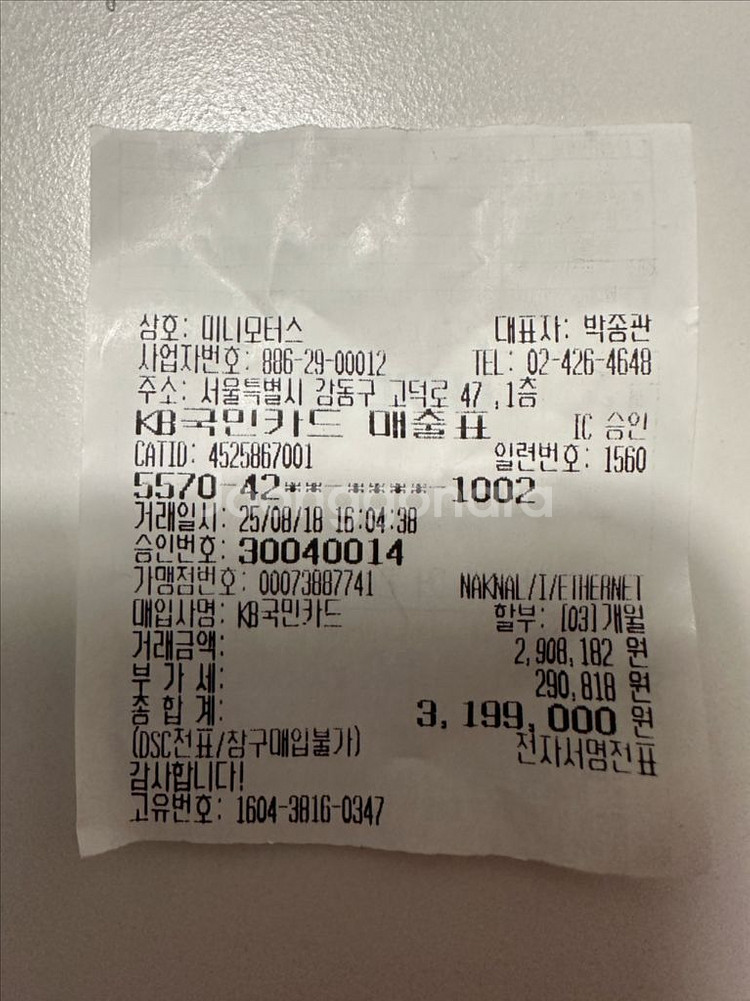 상호: 미니모터스 대표자: 박종관
사업자번호: 886-29-00012 TEL: 02-426-4648
주소: 서울특별시 강동구 고덕로 47 ,1층
KB국민카드 매출표 IC 승인
CATID: 4525867001 일련번호: 1560
5570-42**-****-1002
거래일시: 25/08/18 16:04:38
승인번호: 30040014
가맹점번호: 00073887741 NAKNAL/I/ETHERNET
매입사명: KB국민카드 할부: [03]개월
거래금액: 2,908,182 원
부 가 세: 290,818 원
총 합 계: 3,199,000 원
(DSC전표/참구매입불가) 전자서명전표
감사합니다!
고유번호: 1604-3816-0347